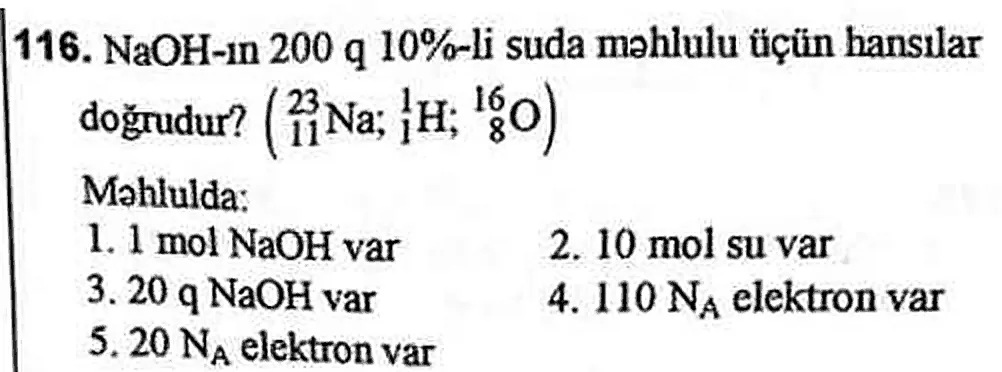 116. NaOH-ın 200 q 10%-li suda məhlulu üçün hansılar
doğrudur? (²³₁₁Na; ¹₁H; ¹⁶₈O)
Məhlulda:
1. 1 mol NaOH var 2. 10 mol su var
3. 20 q NaOH var 4. 110 N_A elektron var
5. 20 N_A elektron var